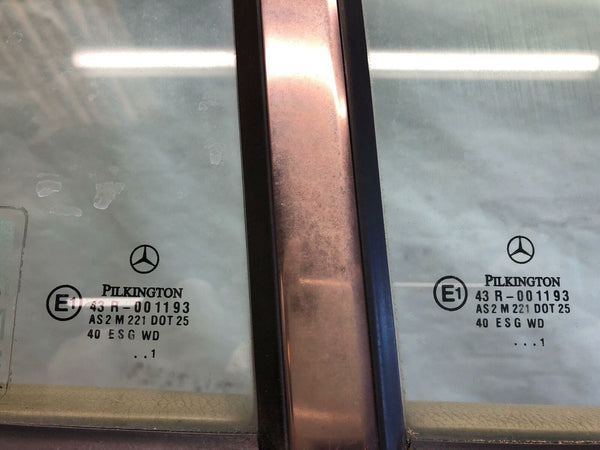 PILKINGTON
E1 43 R-001193
AS2 M 221 DOT 25
40 ESG WD
..1
PILKINGTON
E1 43 R-001193
AS2 M 221 DOT 25
40 ESG WD
...1